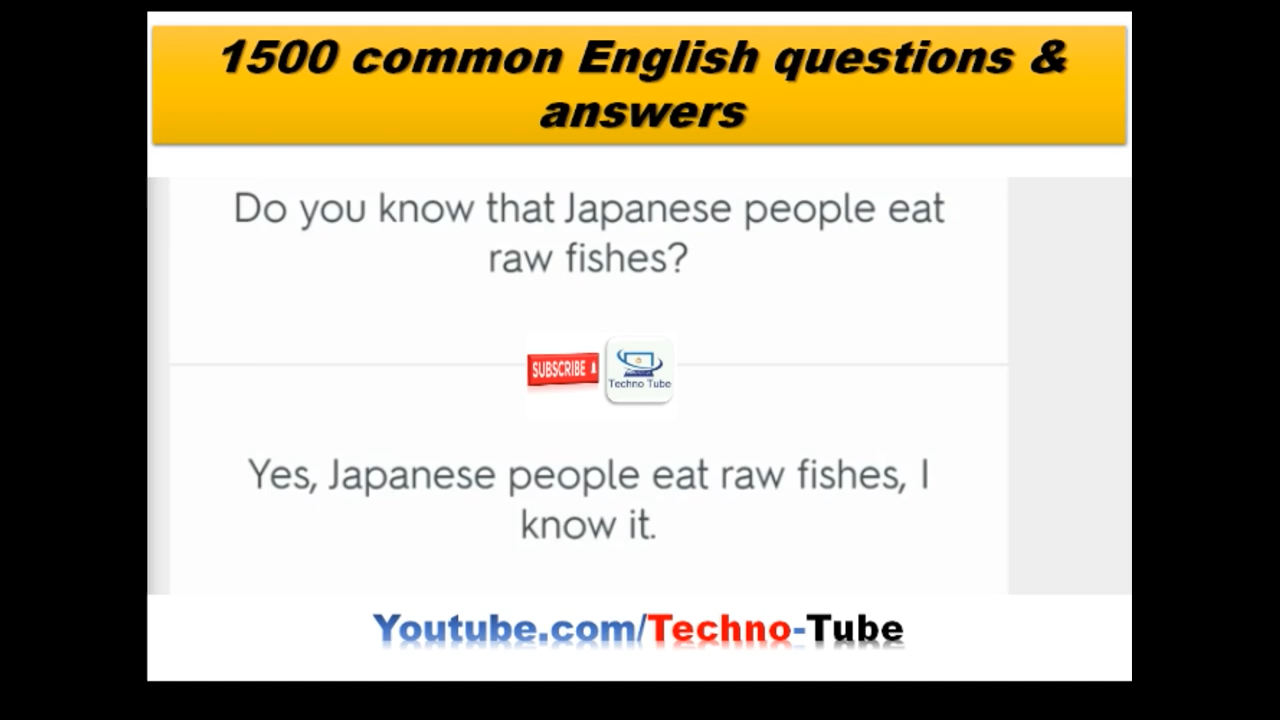 1500 common English questions &
answers
Do you know that Japanese people eat
raw fishes?
SUBSCRIBE
Techno Tube
Yes, Japanese people eat raw fishes, I
know it.
Youtube.com/Techno-Tube